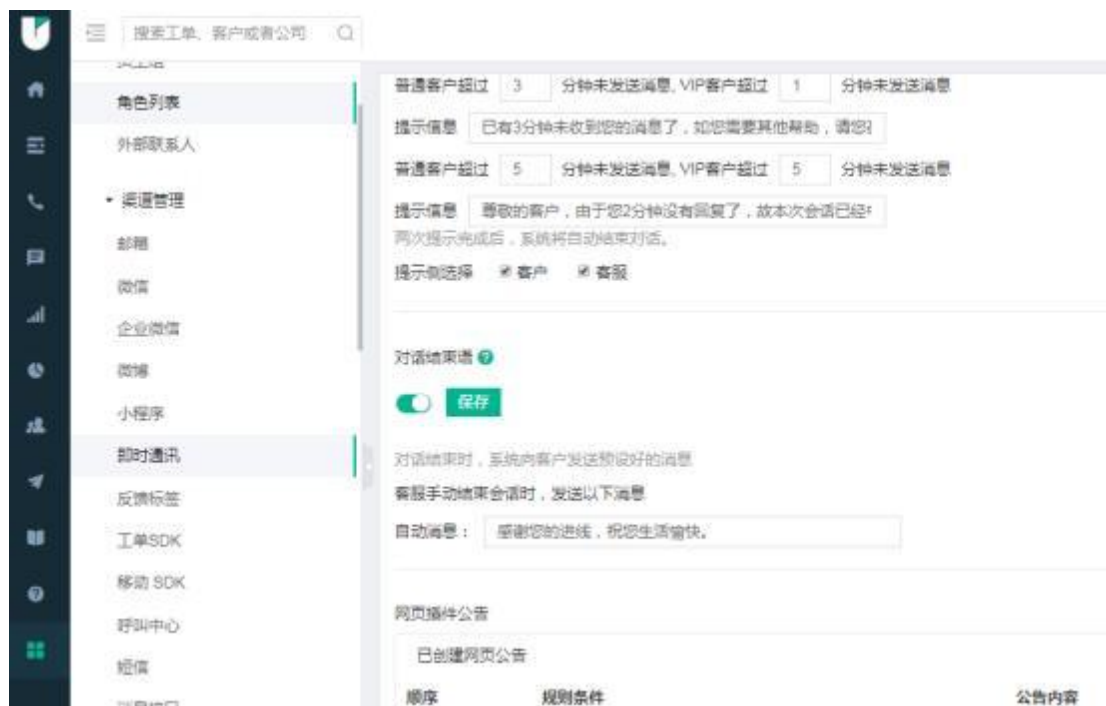 搜索工单、客户或者公司
角色列表
外部联系人
渠道管理
邮箱
微信
企业微信
微博
小程序
即时通讯
反馈标签
工单SDK
移动 SDK
呼叫中心
短信
普通客户超过 3 分钟未发送消息, VIP客户超过 1 分钟未发送消息
提示信息 已有3分钟未收到您的消息了，如您需要其他帮助，请您
普通客户超过 5 分钟未发送消息, VIP客户超过 5 分钟未发送消息
提示信息 尊敬的客户，由于您2分钟没有回复了，故本次会话已经
两次提示完成后，系统将自动结束对话。
提示侧选择 客户 客服
对话结束语
保存
对话结束时，系统向客户发送预设好的消息
客服手动结束会话时，发送以下消息
自动消息： 感谢您的进线，祝您生活愉快。
网页插件公告
已创建网页公告
顺序 规则条件 公告内容